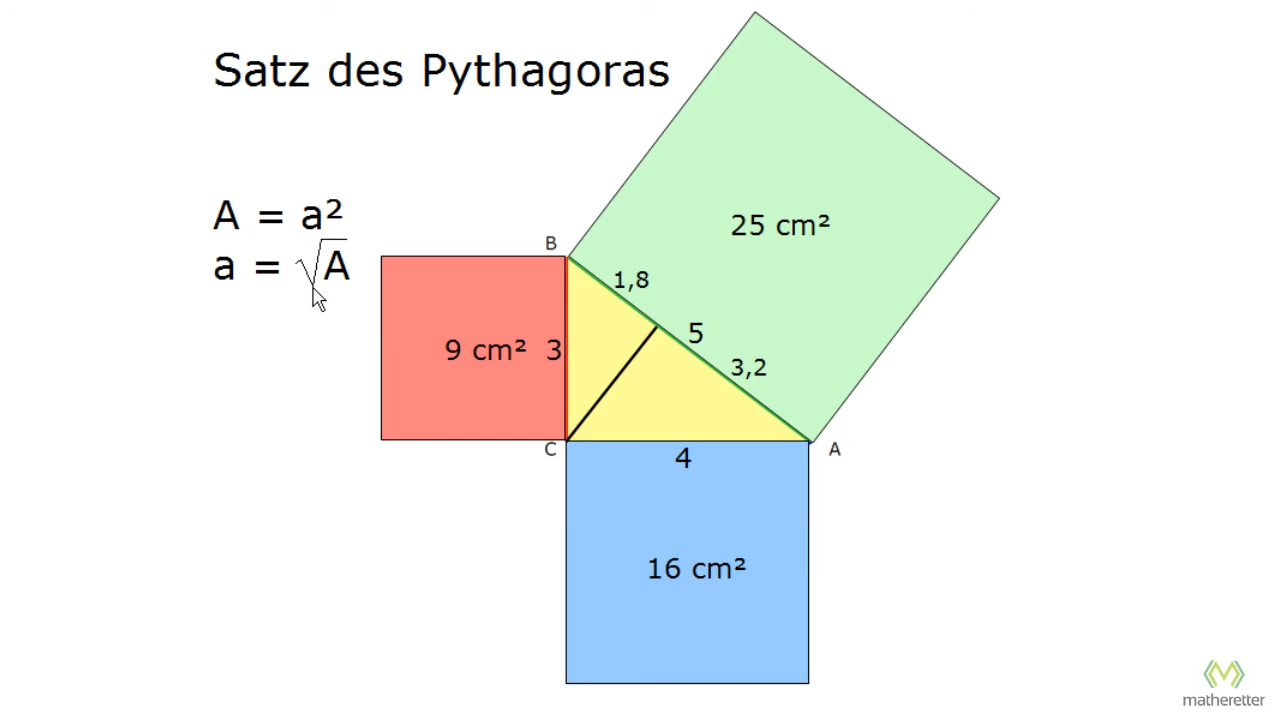 Satz des Pythagoras
A = a²
a = √A
B
25 cm²
1,8
5
9 cm² 3
3,2
C
A
4
16 cm²
matheretter